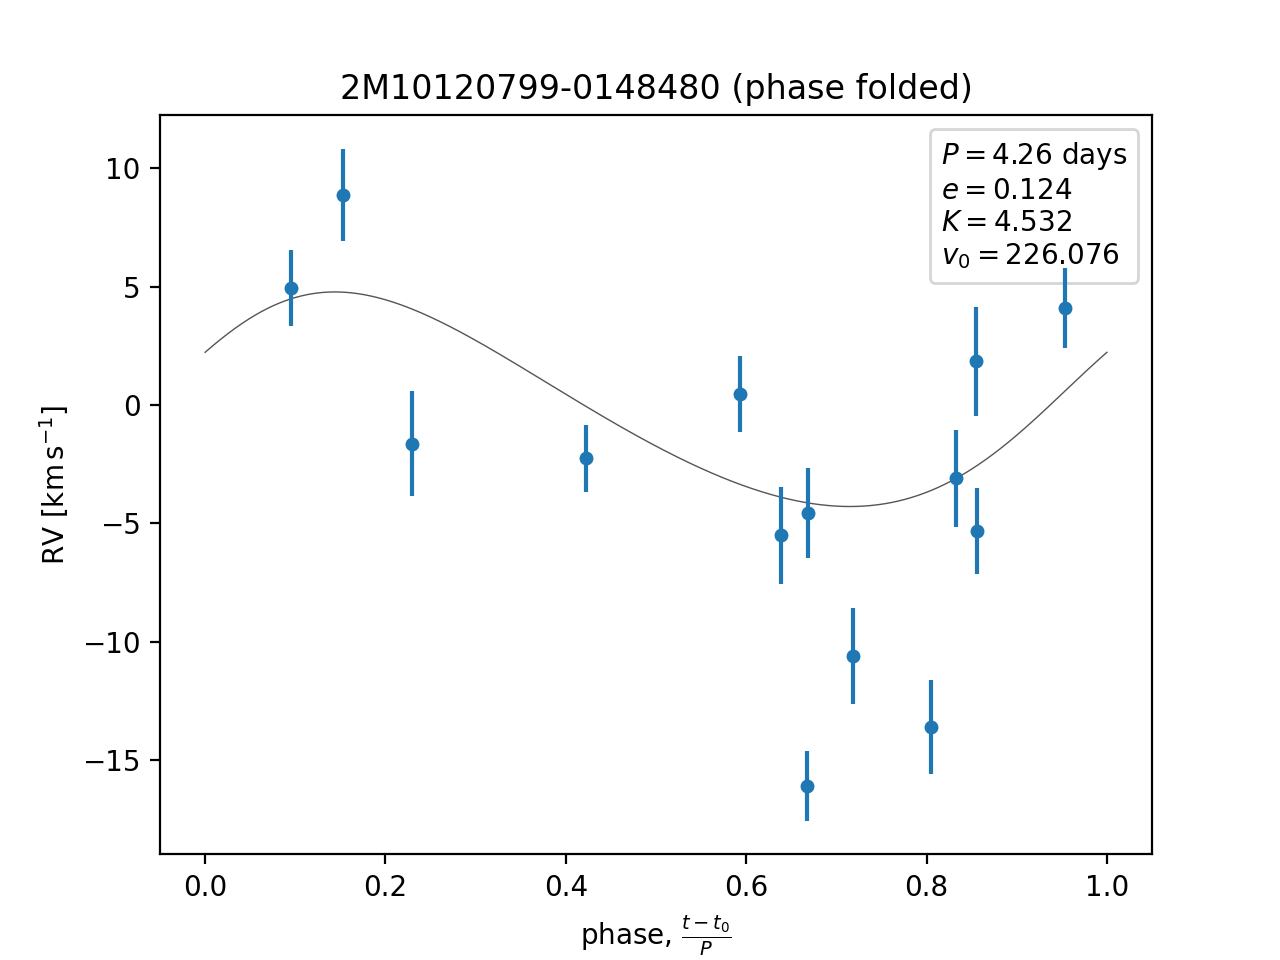 2M10120799-0148480 (phase folded)
P = 4.26 days
e = 0.124
K = 4.532
v₀ = 226.076
RV [km s⁻¹]
10
5
0
−5
−10
−15
0.0 0.2 0.4 0.6 0.8 1.0
phase, (t − t₀)/P